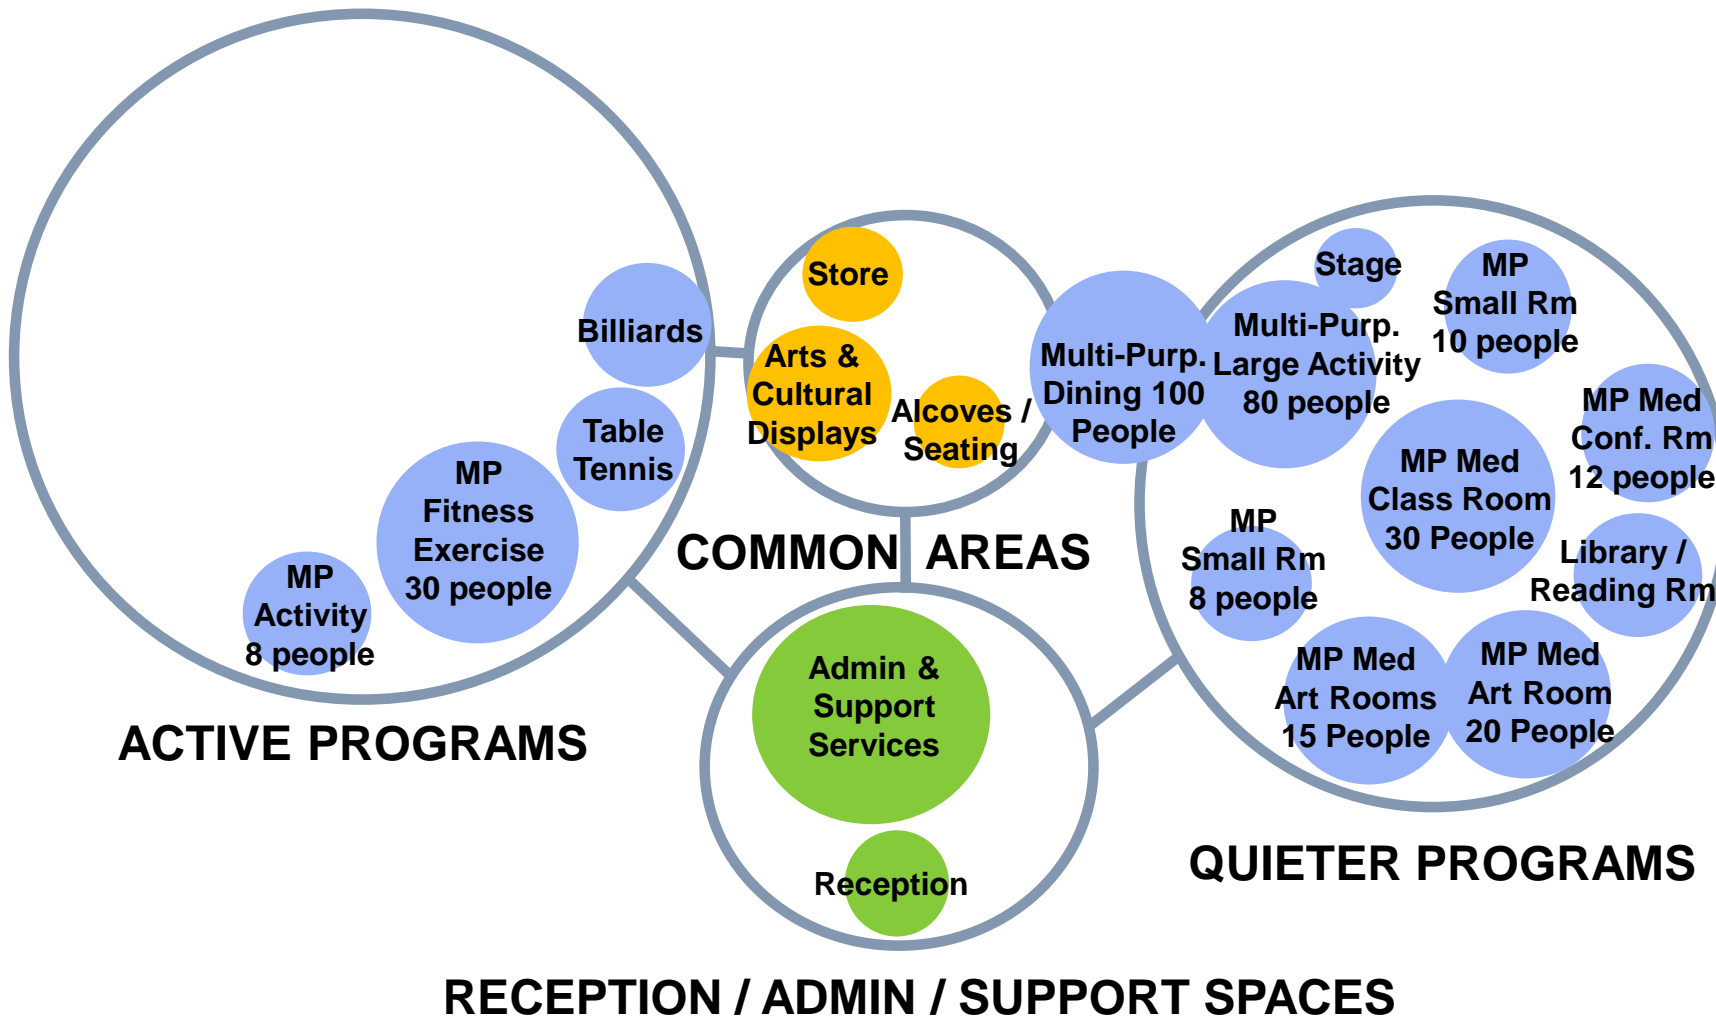 Billiards
Table
Tennis
MP
Fitness
Exercise
30 people
MP
Activity
8 people
ACTIVE PROGRAMS
Store
Arts &
Cultural
Displays
Alcoves /
Seating
COMMON AREAS
Multi-Purp.
Dining 100
People
Stage
Multi-Purp.
Large Activity
80 people
MP
Small Rm
10 people
MP Med
Conf. Rm
12 people
MP Med
Class Room
30 People
MP
Small Rm
8 people
Library /
Reading Rm
MP Med
Art Rooms
15 People
MP Med
Art Room
20 People
QUIETER PROGRAMS
Admin &
Support
Services
Reception
RECEPTION / ADMIN / SUPPORT SPACES